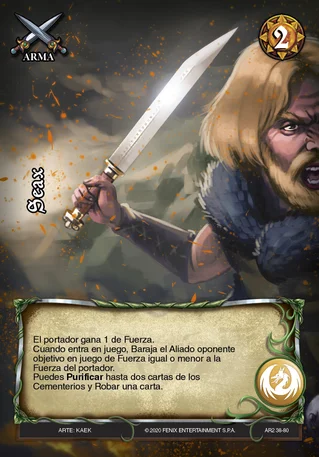 2
ARMA
Seax
El portador gana 1 de Fuerza.
Cuando entra en juego, Baraja el Aliado oponente
objetivo en juego de Fuerza igual o menor a la
Fuerza del portador.
Puedes Purificar hasta dos cartas de los
Cementerios y Robar una carta.
ARTE: KAEK
© 2020 FENIX ENTERTAINMENT S.P.A.
AR2 38-80